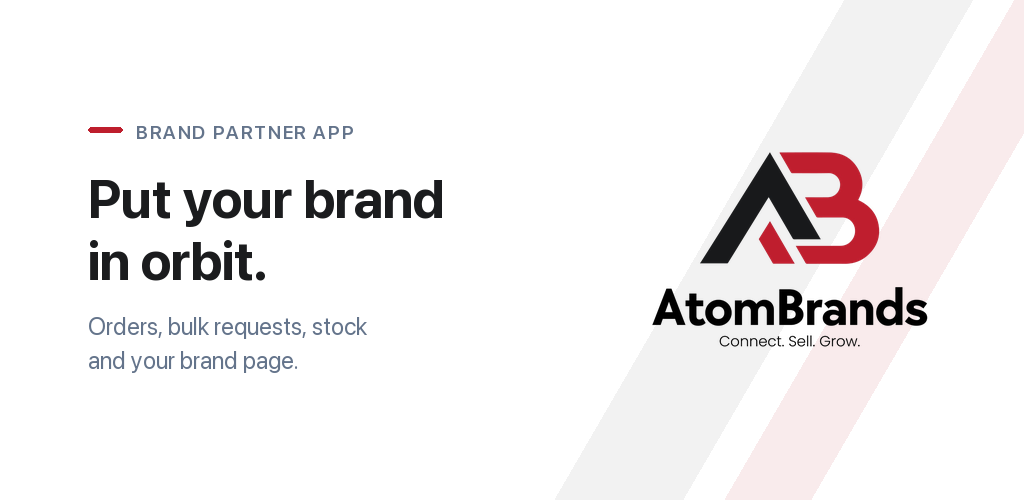 BRAND PARTNER APP
Put your brand
in orbit.
Orders, bulk requests, stock
and your brand page.
AB
AtomBrands
Connect. Sell. Grow.